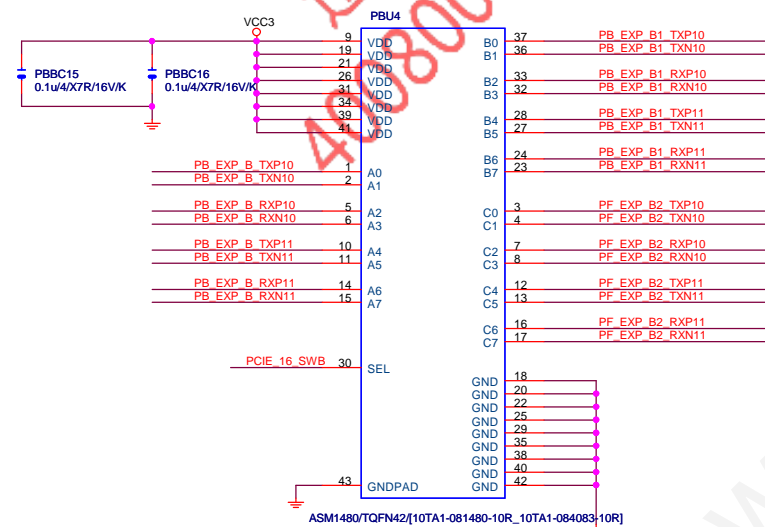 VCC3
PBU4
PBBC15
0.1u/4/X7R/16V/K
PBBC16
0.1u/4/X7R/16V/K
9 VDD
19 VDD
21 VDD
26 VDD
31 VDD
34 VDD
39 VDD
41 VDD
PB_EXP_B_TXP10 1 A0
PB_EXP_B_TXN10 2 A1
PB_EXP_B_RXP10 5 A2
PB_EXP_B_RXN10 6 A3
PB_EXP_B_TXP11 10 A4
PB_EXP_B_TXN11 11 A5
PB_EXP_B_RXP11 14 A6
PB_EXP_B_RXN11 15 A7
PCIE_16_SWB 30 SEL
43 GNDPAD
B0 37 PB_EXP_B1_TXP10
B1 36 PB_EXP_B1_TXN10
B2 33 PB_EXP_B1_RXP10
B3 32 PB_EXP_B1_RXN10
B4 28 PB_EXP_B1_TXP11
B5 27 PB_EXP_B1_TXN11
B6 24 PB_EXP_B1_RXP11
B7 23 PB_EXP_B1_RXN11
C0 3 PF_EXP_B2_TXP10
C1 4 PF_EXP_B2_TXN10
C2 7 PF_EXP_B2_RXP10
C3 8 PF_EXP_B2_RXN10
C4 12 PF_EXP_B2_TXP11
C5 13 PF_EXP_B2_TXN11
C6 16 PF_EXP_B2_RXP11
C7 17 PF_EXP_B2_RXN11
GND 18
GND 20
GND 22
GND 25
GND 29
GND 35
GND 38
GND 40
GND 42
ASM1480/TQFN42/[10TA1-081480-10R_10TA1-084083-10R]
400800